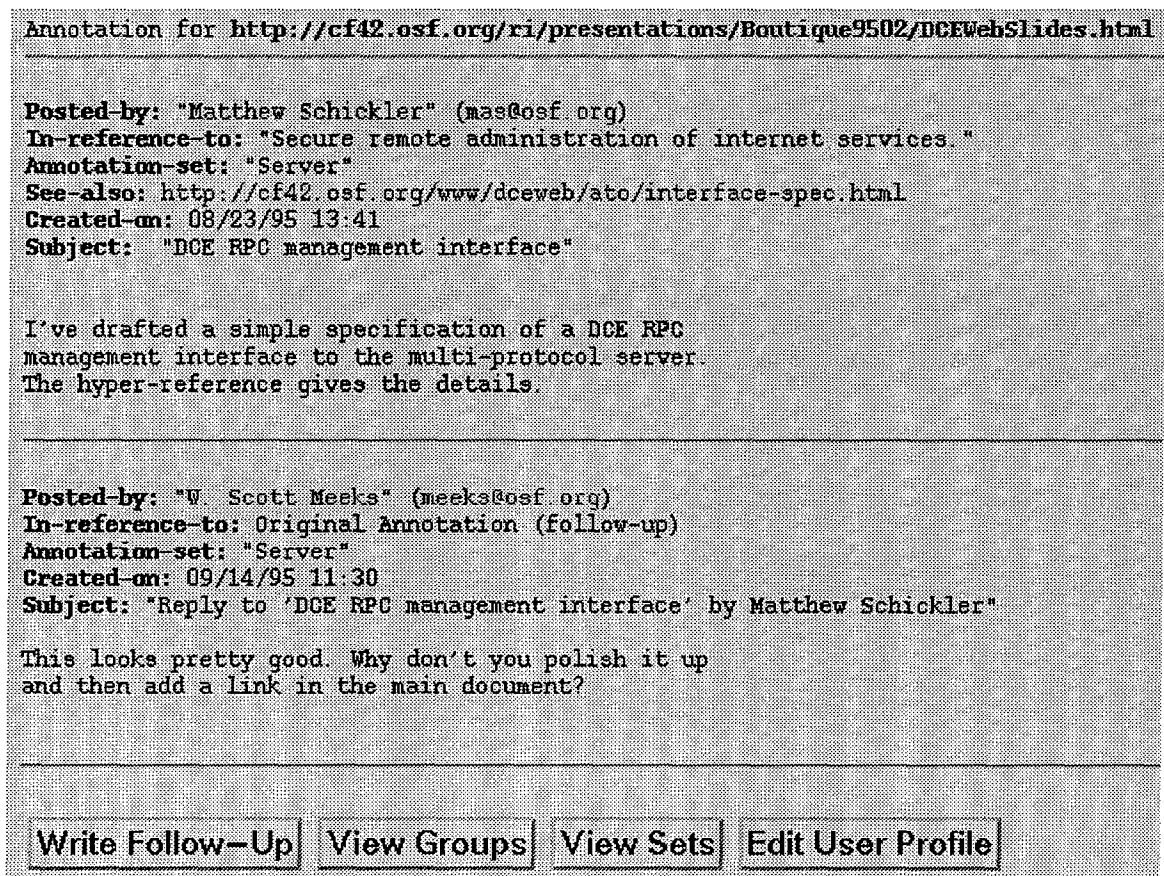 Annotation for http://cf42.osf.org/ri/presentations/Boutique9502/DCEWebSlides.html
Posted-by: "Matthew Schickler" (mas@osf.org)
In-reference-to: "Secure remote administration of internet services."
Annotation-set: "Server"
See-also: http://cf42.osf.org/www/dceweb/ato/interface-spec.html
Created-on: 08/23/95 13:41
Subject: "DCE RPC management interface"
I've drafted a simple specification of a DCE RPC
management interface to the multi-protocol server.
The hyper-reference gives the details.
Posted-by: "W. Scott Meeks" (meeks@osf.org)
In-reference-to: Original Annotation (follow-up)
Annotation-set: "Server"
Created-on: 09/14/95 11:30
Subject: "Reply to 'DCE RPC management interface' by Matthew Schickler"
This looks pretty good. Why don't you polish it up
and then add a link in the main document?
Write Follow-Up View Groups View Sets Edit User Profile